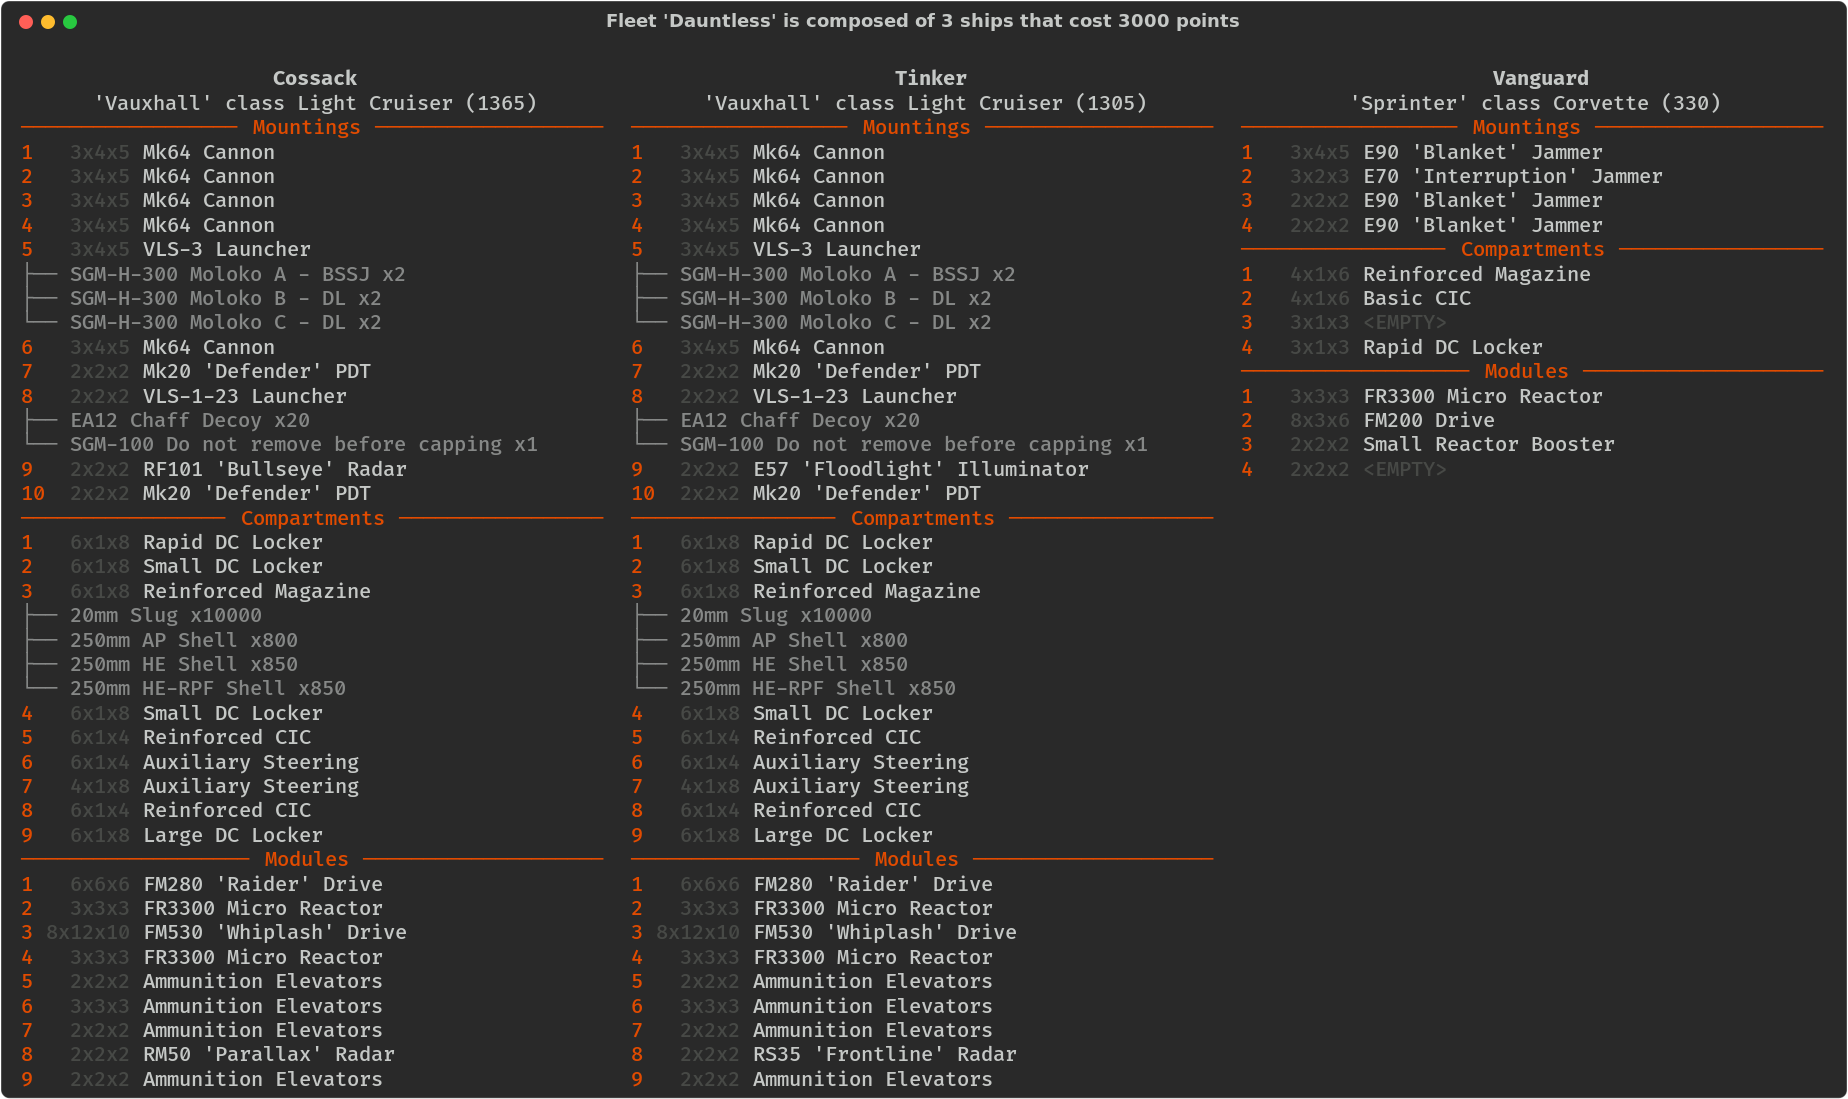 Fleet 'Dauntless' is composed of 3 ships that cost 3000 points
Cossack
'Vauxhall' class Light Cruiser (1365)
Mountings
1 3x4x5 Mk64 Cannon
2 3x4x5 Mk64 Cannon
3 3x4x5 Mk64 Cannon
4 3x4x5 Mk64 Cannon
5 3x4x5 VLS-3 Launcher
SGM-H-300 Moloko A - BSSJ x2
SGM-H-300 Moloko B - DL x2
SGM-H-300 Moloko C - DL x2
6 3x4x5 Mk64 Cannon
7 2x2x2 Mk20 'Defender' PDT
8 2x2x2 VLS-1-23 Launcher
EA12 Chaff Decoy x20
SGM-100 Do not remove before capping x1
9 2x2x2 RF101 'Bullseye' Radar
10 2x2x2 Mk20 'Defender' PDT
Compartments
1 6x1x8 Rapid DC Locker
2 6x1x8 Small DC Locker
3 6x1x8 Reinforced Magazine
20mm Slug x10000
250mm AP Shell x800
250mm HE Shell x850
250mm HE-RPF Shell x850
4 6x1x8 Small DC Locker
5 6x1x4 Reinforced CIC
6 6x1x4 Auxiliary Steering
7 4x1x8 Auxiliary Steering
8 6x1x4 Reinforced CIC
9 6x1x8 Large DC Locker
Modules
1 6x6x6 FM280 'Raider' Drive
2 3x3x3 FR3300 Micro Reactor
3 8x12x10 FM530 'Whiplash' Drive
4 3x3x3 FR3300 Micro Reactor
5 2x2x2 Ammunition Elevators
6 3x3x3 Ammunition Elevators
7 2x2x2 Ammunition Elevators
8 2x2x2 RM50 'Parallax' Radar
9 2x2x2 Ammunition Elevators
Tinker
'Vauxhall' class Light Cruiser (1305)
Mountings
1 3x4x5 Mk64 Cannon
2 3x4x5 Mk64 Cannon
3 3x4x5 Mk64 Cannon
4 3x4x5 Mk64 Cannon
5 3x4x5 VLS-3 Launcher
SGM-H-300 Moloko A - BSSJ x2
SGM-H-300 Moloko B - DL x2
SGM-H-300 Moloko C - DL x2
6 3x4x5 Mk64 Cannon
7 2x2x2 Mk20 'Defender' PDT
8 2x2x2 VLS-1-23 Launcher
EA12 Chaff Decoy x20
SGM-100 Do not remove before capping x1
9 2x2x2 E57 'Floodlight' Illuminator
10 2x2x2 Mk20 'Defender' PDT
Compartments
1 6x1x8 Rapid DC Locker
2 6x1x8 Small DC Locker
3 6x1x8 Reinforced Magazine
20mm Slug x10000
250mm AP Shell x800
250mm HE Shell x850
250mm HE-RPF Shell x850
4 6x1x8 Small DC Locker
5 6x1x4 Reinforced CIC
6 6x1x4 Auxiliary Steering
7 4x1x8 Auxiliary Steering
8 6x1x4 Reinforced CIC
9 6x1x8 Large DC Locker
Modules
1 6x6x6 FM280 'Raider' Drive
2 3x3x3 FR3300 Micro Reactor
3 8x12x10 FM530 'Whiplash' Drive
4 3x3x3 FR3300 Micro Reactor
5 2x2x2 Ammunition Elevators
6 3x3x3 Ammunition Elevators
7 2x2x2 Ammunition Elevators
8 2x2x2 RS35 'Frontline' Radar
9 2x2x2 Ammunition Elevators
Vanguard
'Sprinter' class Corvette (330)
Mountings
1 3x4x5 E90 'Blanket' Jammer
2 3x2x3 E70 'Interruption' Jammer
3 2x2x2 E90 'Blanket' Jammer
4 2x2x2 E90 'Blanket' Jammer
Compartments
1 4x1x6 Reinforced Magazine
2 4x1x6 Basic CIC
3 3x1x3 <EMPTY>
4 3x1x3 Rapid DC Locker
Modules
1 3x3x3 FR3300 Micro Reactor
2 8x3x6 FM200 Drive
3 2x2x2 Small Reactor Booster
4 2x2x2 <EMPTY>